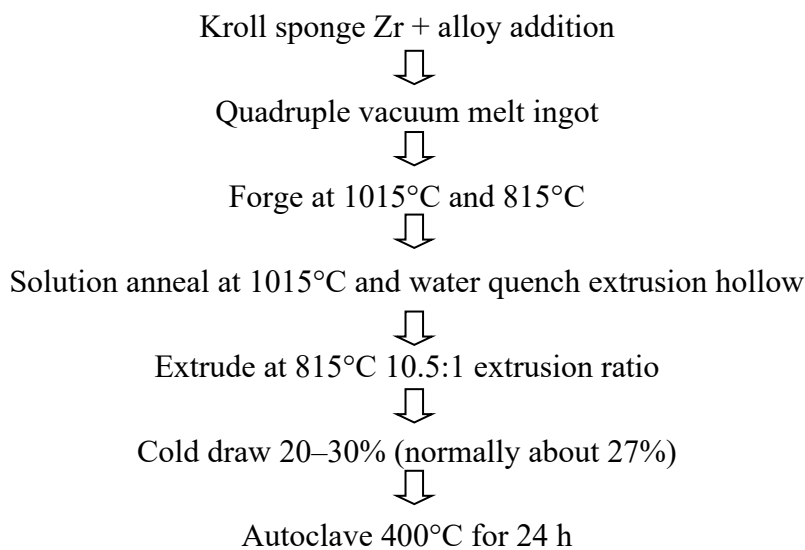 Kroll sponge Zr + alloy addition
Quadruple vacuum melt ingot
Forge at 1015°C and 815°C
Solution anneal at 1015°C and water quench extrusion hollow
Extrude at 815°C 10.5:1 extrusion ratio
Cold draw 20–30% (normally about 27%)
Autoclave 400°C for 24 h